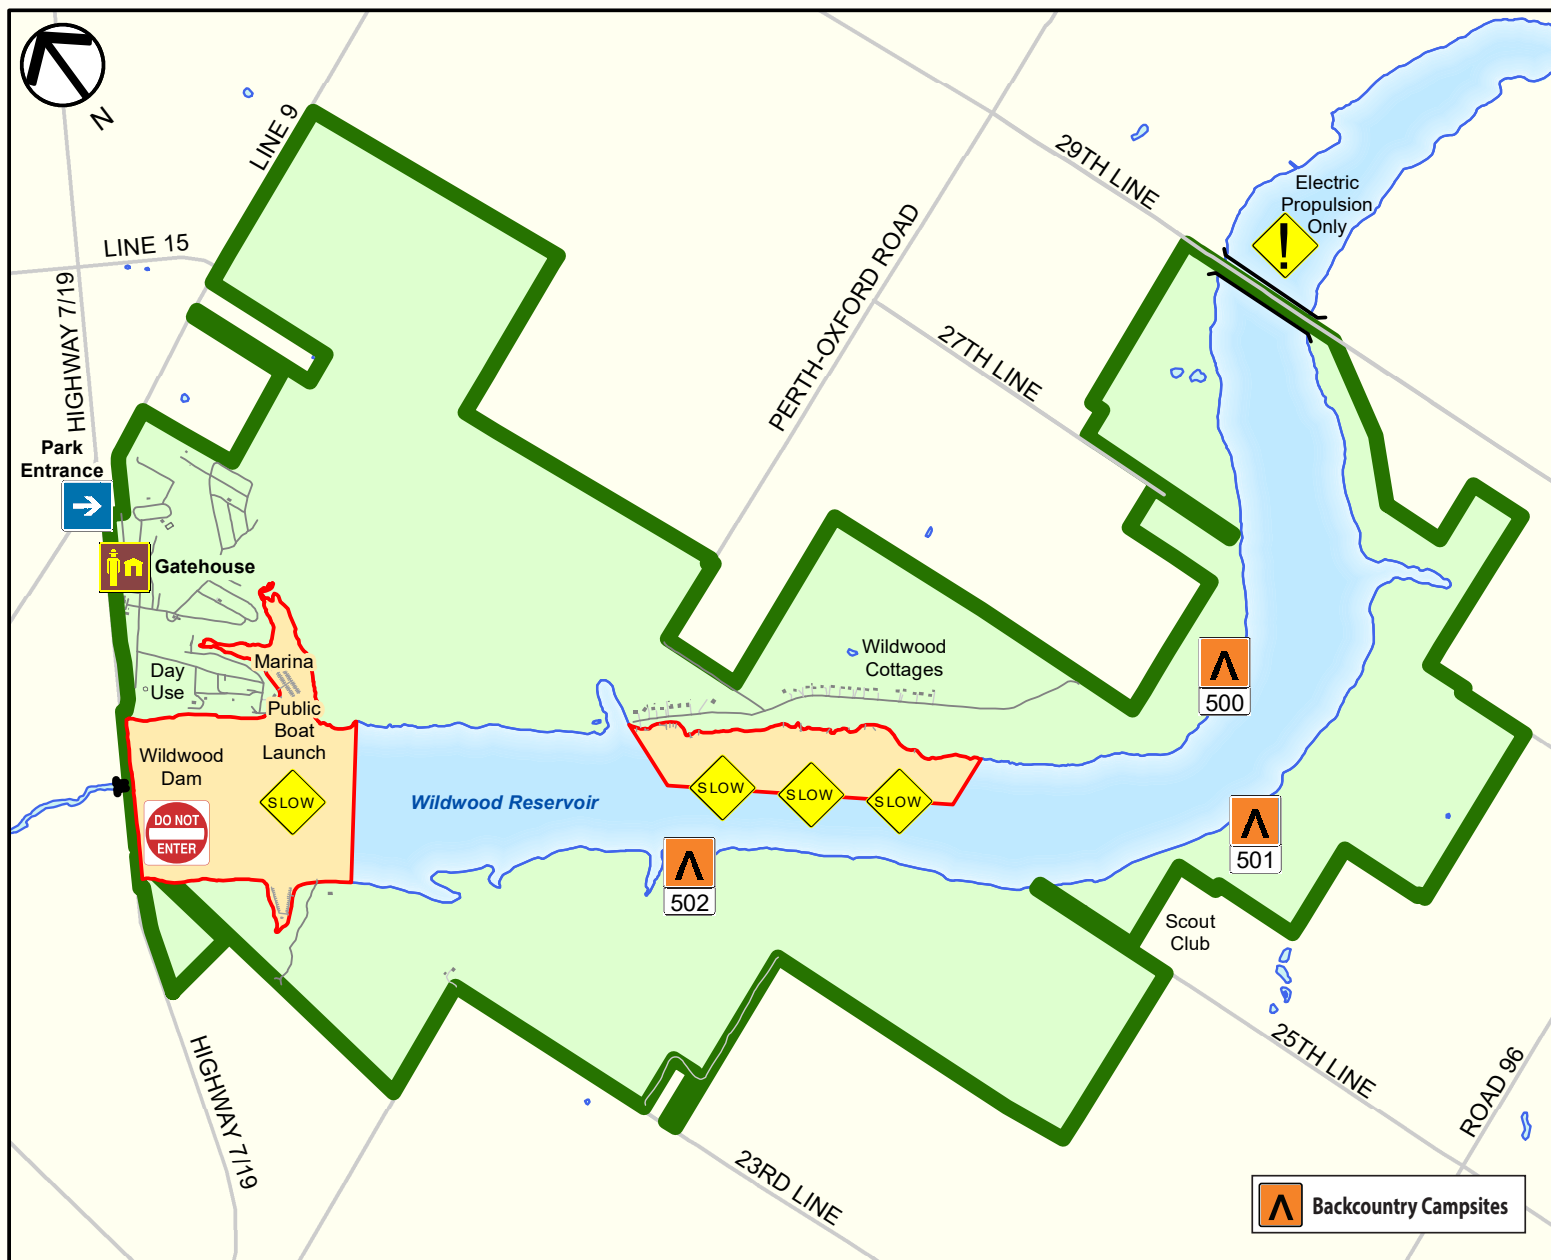 N
LINE 9
LINE 15
HIGHWAY 7/19
29TH LINE
Electric
Propulsion
Only
!
PERTH-OXFORD ROAD
27TH LINE
Park
Entrance
Gatehouse
Marina
Day
Use
Public
Boat
Launch
Wildwood
Dam
SLOW
DO NOT
ENTER
Wildwood Reservoir
Wildwood
Cottages
SLOW
SLOW
SLOW
500
501
502
Scout
Club
HIGHWAY 7/19
23RD LINE
25TH LINE
ROAD 96
Backcountry Campsites